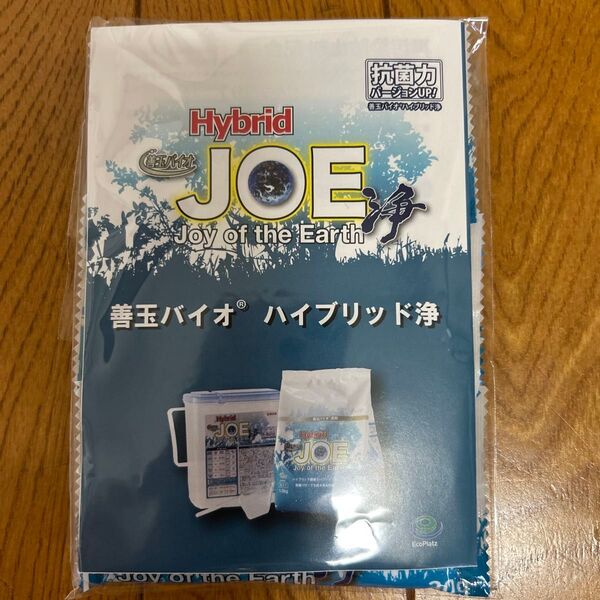 抗菌力
バージョンUP!
善玉バイオハイブリッド浄
Hybrid
善玉バイオ
JOE
浄
Joy of the Earth
善玉バイオ® ハイブリッド浄
Hybrid
JOE
Hybrid
JOE
Joy of the Earth
EcoPlatz
Joy of the Earth